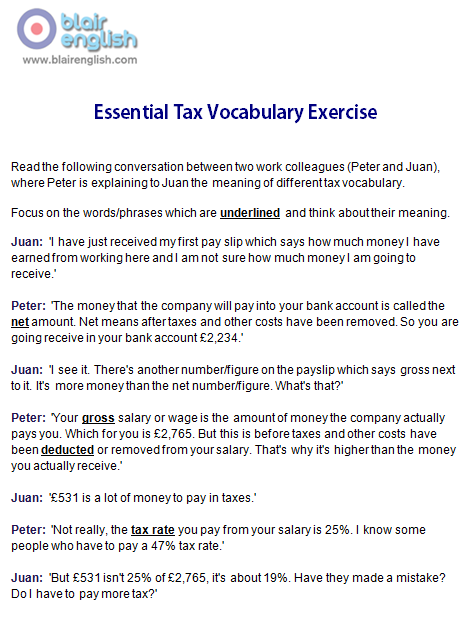 blair
english
www.blairenglish.com
Essential Tax Vocabulary Exercise
Read the following conversation between two work colleagues (Peter and Juan),
where Peter is explaining to Juan the meaning of different tax vocabulary.
Focus on the words/phrases which are underlined and think about their meaning.
Juan: 'I have just received my first pay slip which says how much money I have
earned from working here and I am not sure how much money I am going to
receive.'
Peter: 'The money that the company will pay into your bank account is called the
net amount. Net means after taxes and other costs have been removed. So you are
going receive in your bank account £2,234.'
Juan: 'I see it. There's another number/figure on the payslip which says gross next
to it. It's more money than the net number/figure. What's that?'
Peter: 'Your gross salary or wage is the amount of money the company actually
pays you. Which for you is £2,765. But this is before taxes and other costs have
been deducted or removed from your salary. That's why it's higher than the money
you actually receive.'
Juan: '£531 is a lot of money to pay in taxes.'
Peter: 'Not really, the tax rate you pay from your salary is 25%. I know some
people who have to pay a 47% tax rate.'
Juan: 'But £531 isn't 25% of £2,765, it's about 19%. Have they made a mistake?
Do I have to pay more tax?'